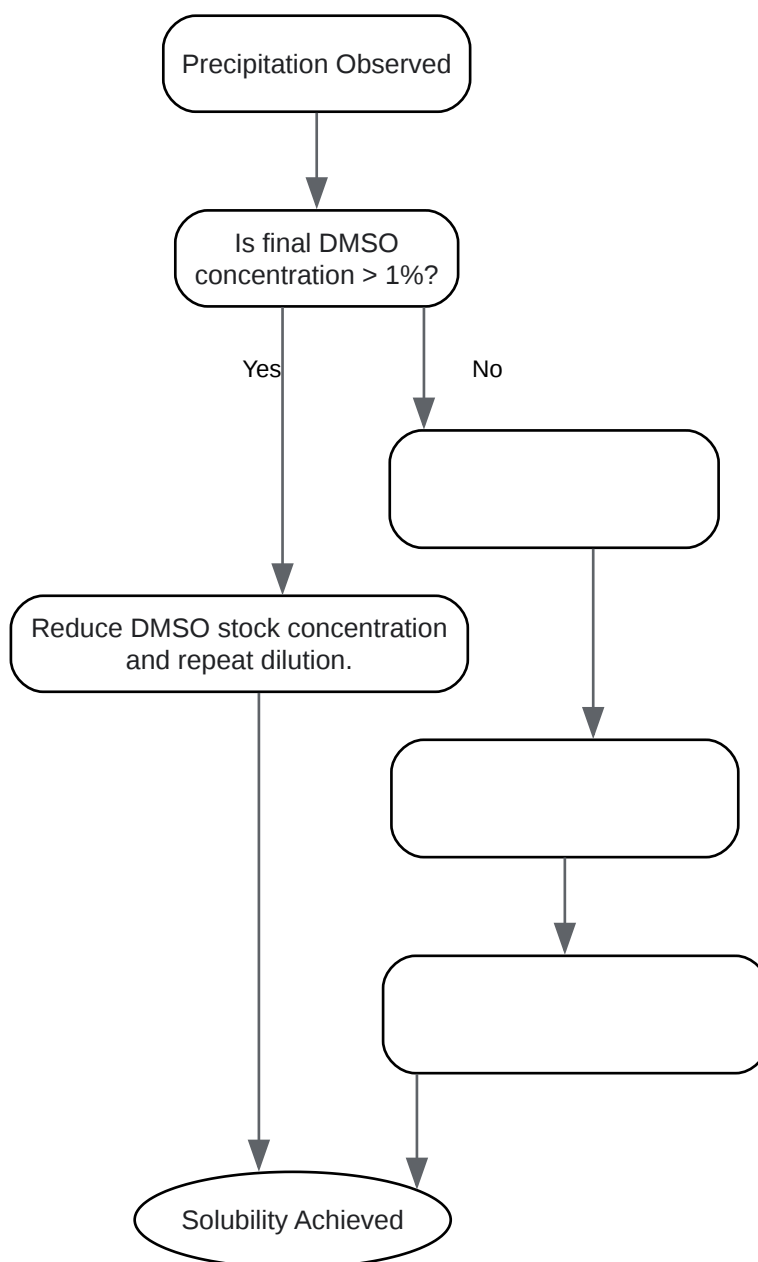 Precipitation Observed
Is final DMSO
concentration > 1%?
Yes
No
Reduce DMSO stock concentration
and repeat dilution.
Solubility Achieved